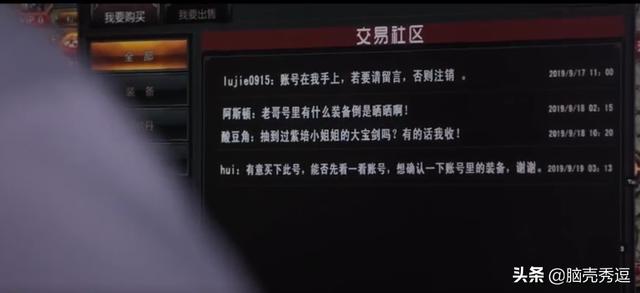 我要购买 我要出售
交易社区
全部
lujie0915：账号在我手上，若要请留言，否则注销。 2019/9/17 11:00
装备
阿斯顿：老哥号里有什么装备倒是晒晒啊！ 2019/9/18 02:15
丹
酸豆角：抽到过紫培小姐姐的大宝剑吗？有的话我收！ 2019/9/18 16:20
hui：有意买下此号，能否先看一看账号，想确认一下账号里的装备，谢谢。 2019/9/19 03:13
头条 @脑壳秀逗